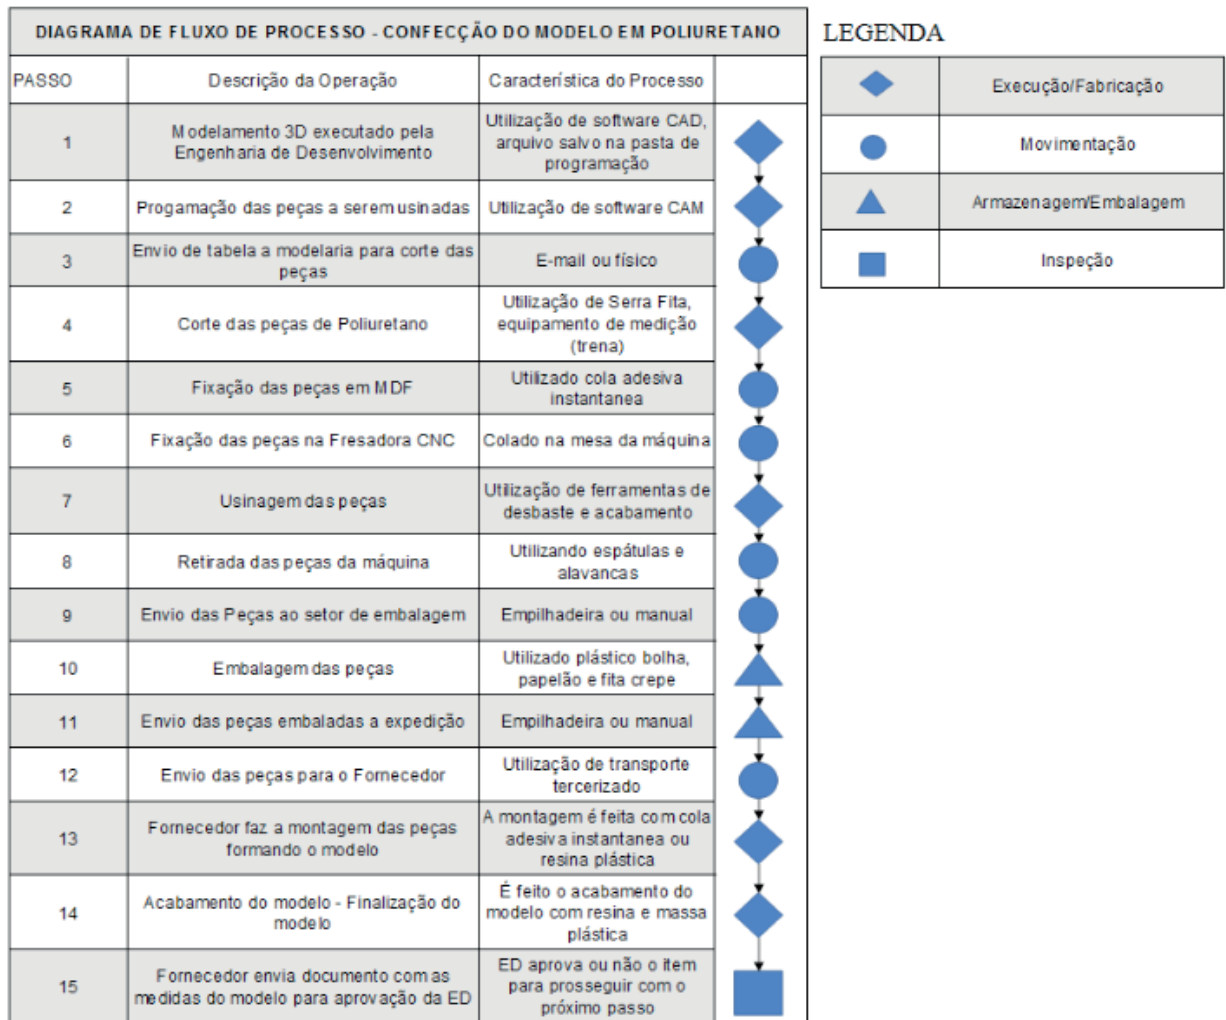 DIAGRAMA DE FLUXO DE PROCESSO - CONFECÇÃO DO MODELO EM POLIURETANO
PASSO
Descrição da Operação
Característica do Processo
1
Modelamento 3D executado pela
Engenharia de Desenvolvimento
Utilização de software CAD,
arquivo salvo na pasta de
programação
2
Progamação das peças a serem usinadas
Utilização de software CAM
3
Envio de tabela a modelaria para corte das
peças
E-mail ou físico
4
Corte das peças de Poliuretano
Utilização de Serra Fita,
equipamento de medição
(trena)
5
Fixação das peças em MDF
Utilizado cola adesiva
instantanea
6
Fixação das peças na Fresadora CNC
Colado na mesa da máquina
7
Usinagem das peças
Utilização de ferramentas de
desbaste e acabamento
8
Retirada das peças da máquina
Utilizando espátulas e
alavancas
9
Envio das Peças ao setor de embalagem
Empilhadeira ou manual
10
Embalagem das peças
Utilizado plástico bolha,
papelão e fita crepe
11
Envio das peças embaladas a expedição
Empilhadeira ou manual
12
Envio das peças para o Fornecedor
Utilização de transporte
tercerizado
13
Fornecedor faz a montagem das peças
formando o modelo
A montagem é feita com cola
adesiva instantanea ou
resina plástica
14
Acabamento do modelo - Finalização do
modelo
É feito o acabamento do
modelo com resina e massa
plástica
15
Fornecedor envia documento com as
medidas do modelo para aprovação da ED
ED aprova ou não o item
para prosseguir com o
próximo passo
LEGENDA
Execução/Fabricação
Movimentação
Armazenagem/Embalagem
Inspeção